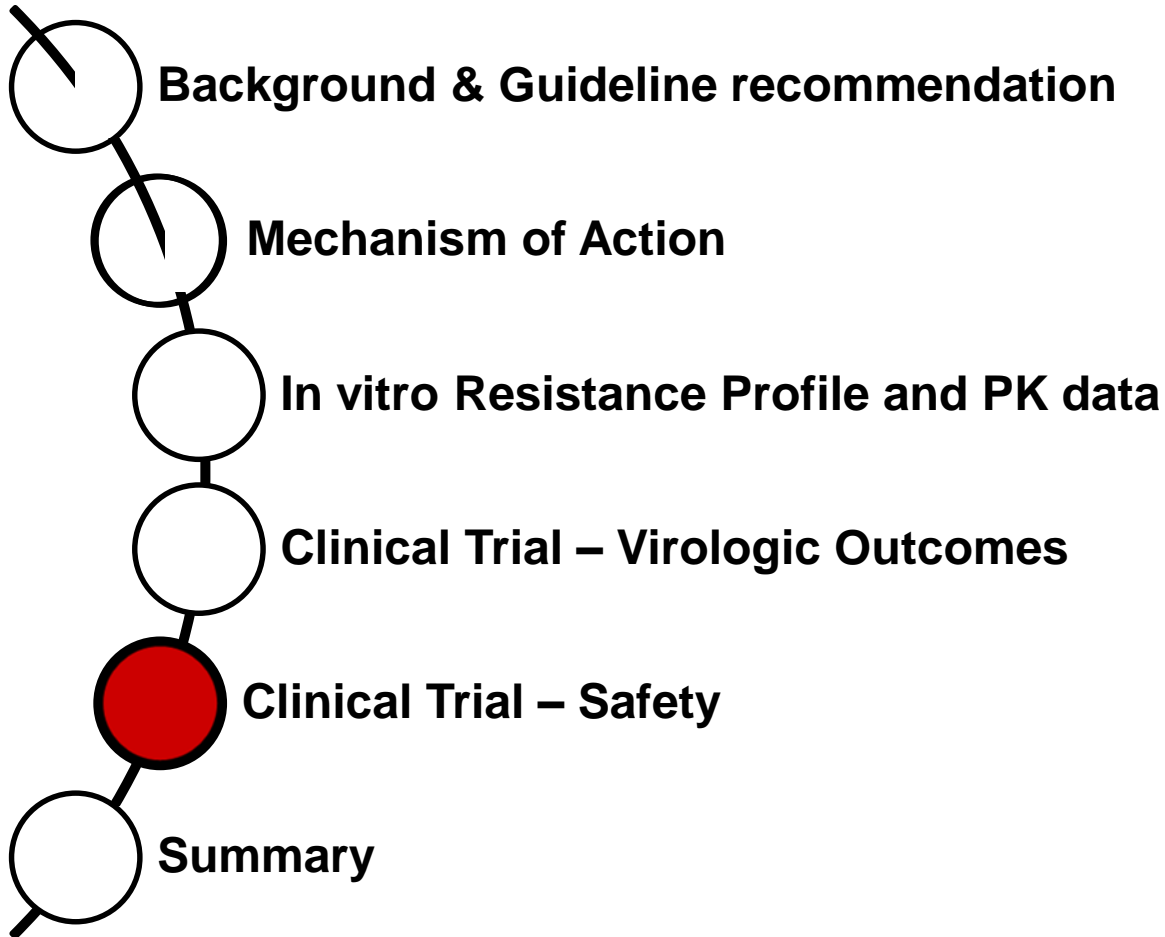 Background & Guideline recommendation
Mechanism of Action
In vitro Resistance Profile and PK data
Clinical Trial – Virologic Outcomes
Clinical Trial – Safety
Summary